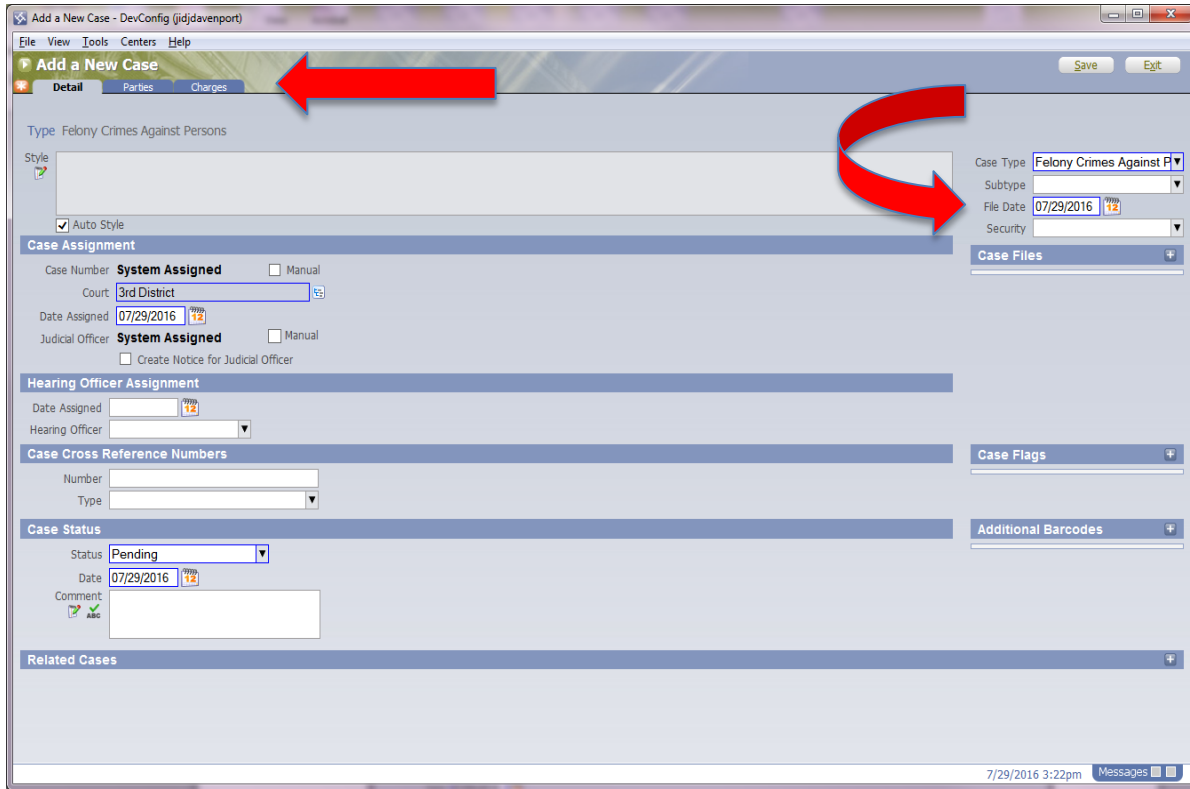 Add a New Case - DevConfig (jidjdavenport)
File View Tools Centers Help
Add a New Case
Save Exit
Detail Parties Charges
Type Felony Crimes Against Persons
Style
Auto Style
Case Type Felony Crimes Against P
Subtype
File Date 07/29/2016 12
Security
Case Assignment
Case Files
Case Number System Assigned Manual
Court 3rd District
Date Assigned 07/29/2016 12
Judicial Officer System Assigned Manual
Create Notice for Judicial Officer
Hearing Officer Assignment
Date Assigned 12
Hearing Officer
Case Cross Reference Numbers
Case Flags
Number
Type
Case Status
Additional Barcodes
Status Pending
Date 07/29/2016 12
Comment
ABC
Related Cases
7/29/2016 3:22pm Messages